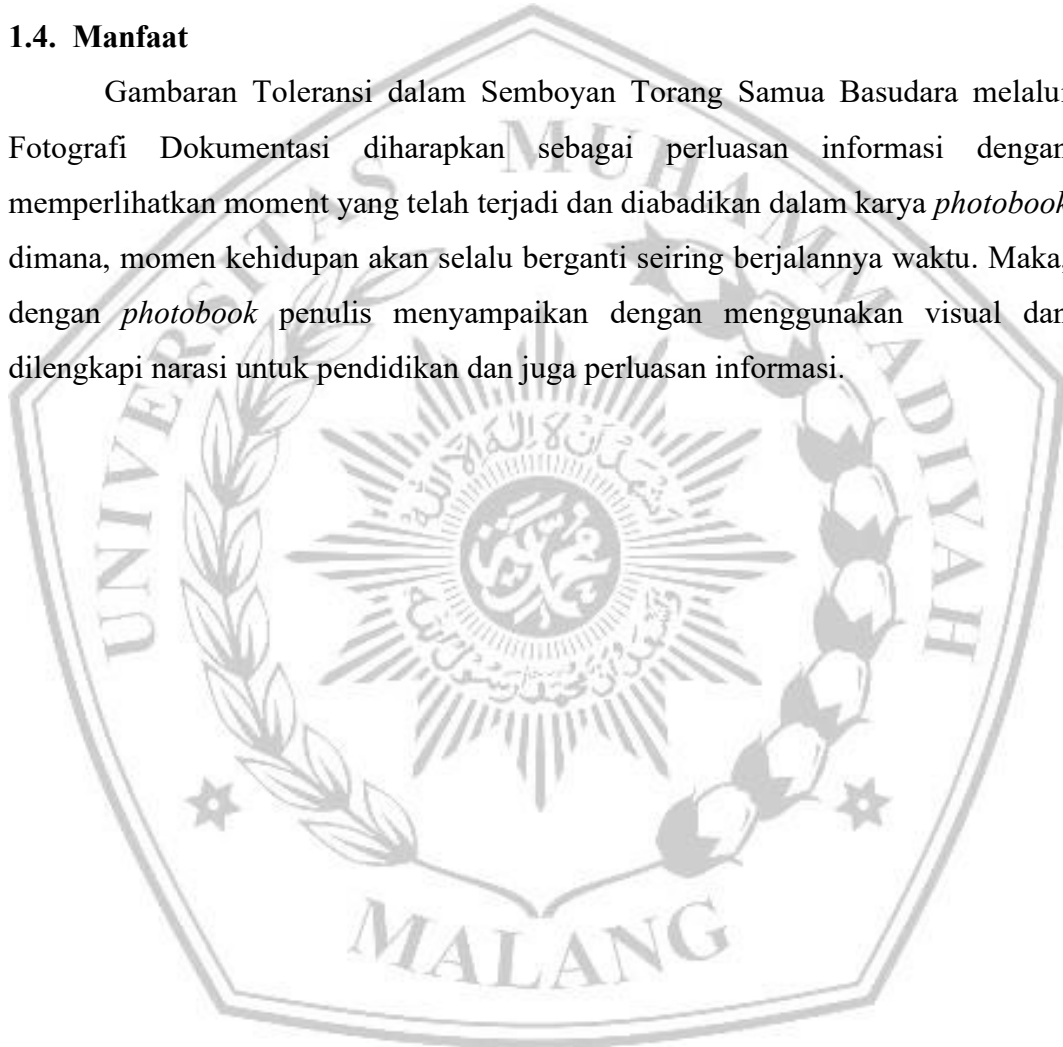 1.4. Manfaat
Gambaran Toleransi dalam Semboyan Torang Samua Basudara melalui
Fotografi Dokumentasi diharapkan sebagai perluasan informasi dengan
memperlihatkan moment yang telah terjadi dan diabadikan dalam karya photobook
dimana, momen kehidupan akan selalu berganti seiring berjalannya waktu. Maka,
dengan photobook penulis menyampaikan dengan menggunakan visual dan
dilengkapi narasi untuk pendidikan dan juga perluasan informasi.
UNIVERSITAS MUHAMMADIYAH
MALANG